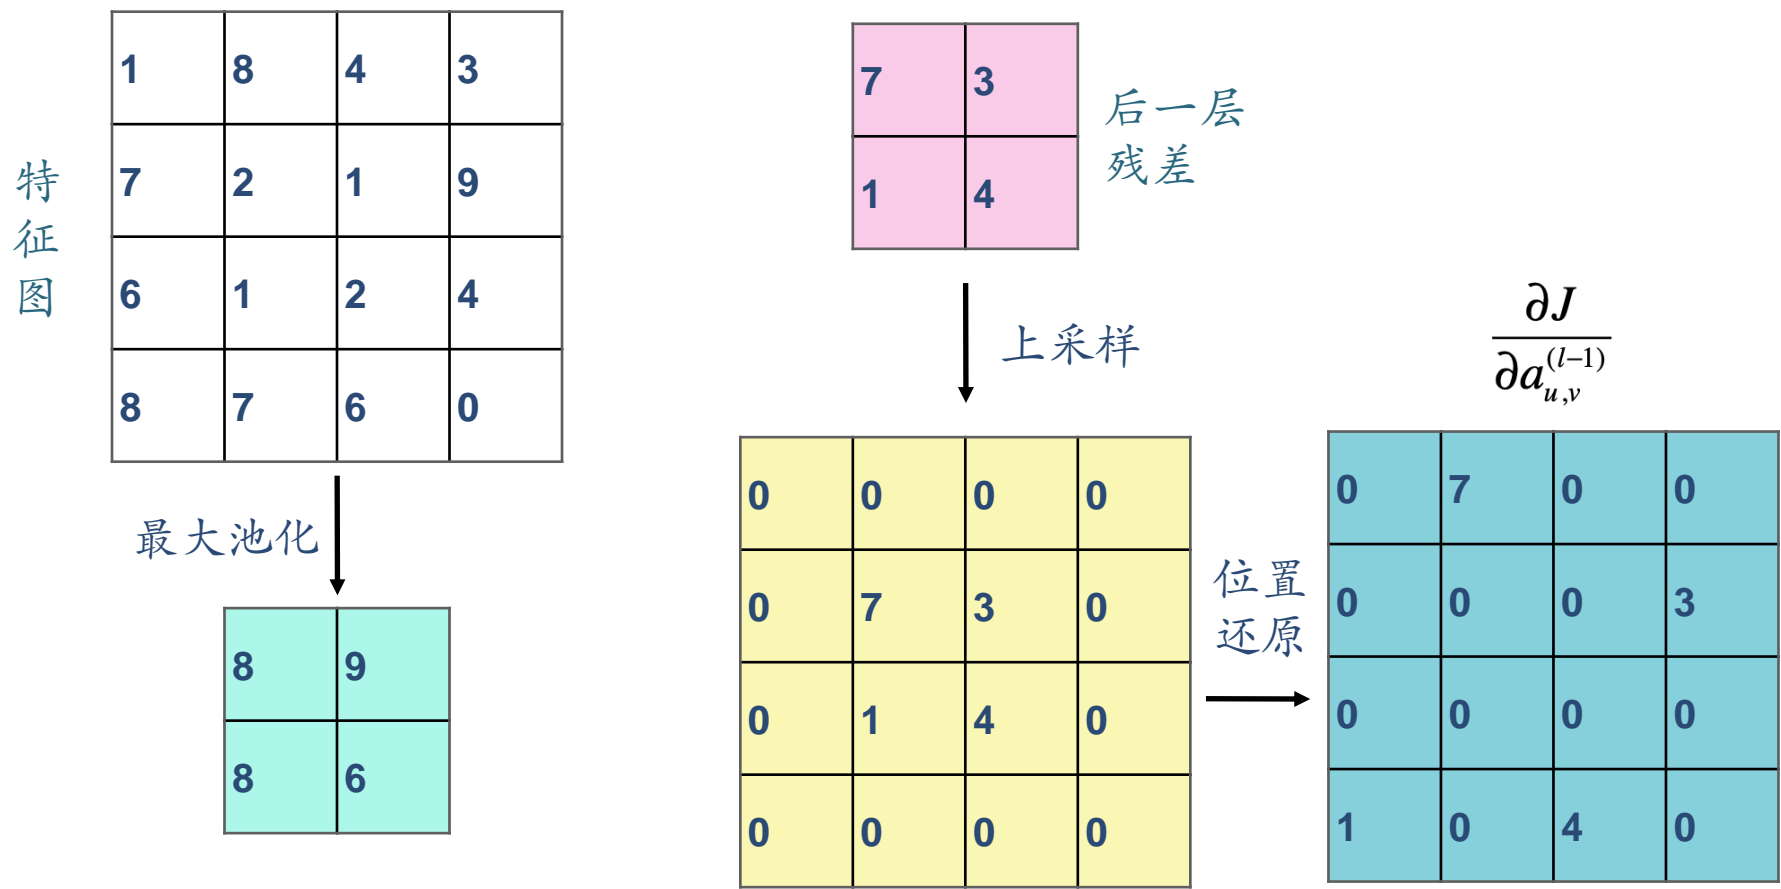 特
征
图
1 8 4 3
7 2 1 9
6 1 2 4
8 7 6 0
最大池化
8 9
8 6
7 3
1 4
后一层
残差
上采样
0 0 0 0
0 7 3 0
0 1 4 0
0 0 0 0
位置
还原
∂J
∂a_{u,v}^{(l−1)}
0 7 0 0
0 0 0 3
0 0 0 0
1 0 4 0